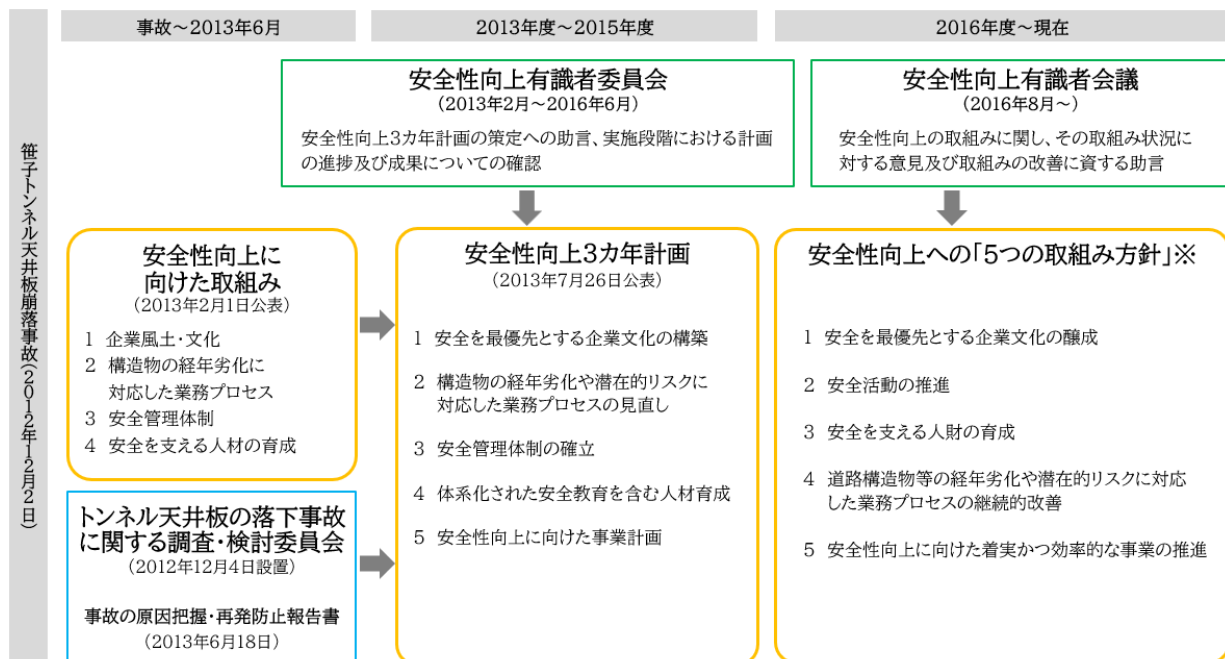 事故～2013年6月
2013年度～2015年度
2016年度～現在
笹子トンネル天井板崩落事故(2012年12月2日)
安全性向上有識者委員会
(2013年2月～2016年6月)
安全性向上3カ年計画の策定への助言、実施段階における計画
の進捗及び成果についての確認
安全性向上有識者会議
(2016年8月～)
安全性向上の取組みに関し、その取組み状況に
対する意見及び取組みの改善に資する助言
安全性向上に
向けた取組み
(2013年2月1日公表)
1 企業風土・文化
2 構造物の経年劣化に
対応した業務プロセス
3 安全管理体制
4 安全を支える人材の育成
トンネル天井板の落下事故
に関する調査・検討委員会
(2012年12月4日設置)
事故の原因把握・再発防止報告書
(2013年6月18日)
安全性向上3カ年計画
(2013年7月26日公表)
1 安全を最優先とする企業文化の構築
2 構造物の経年劣化や潜在的リスクに
対応した業務プロセスの見直し
3 安全管理体制の確立
4 体系化された安全教育を含む人材育成
5 安全性向上に向けた事業計画
安全性向上への「5つの取組み方針」※
1 安全を最優先とする企業文化の醸成
2 安全活動の推進
3 安全を支える人財の育成
4 道路構造物等の経年劣化や潜在的リスクに対応
した業務プロセスの継続的改善
5 安全性向上に向けた着実かつ効率的な事業の推進